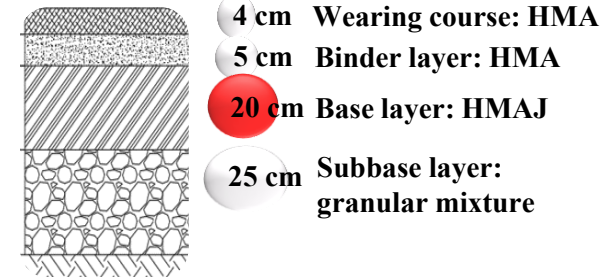 4 cm Wearing course: HMA
5 cm Binder layer: HMA
20 cm Base layer: HMAJ
25 cm Subbase layer:
granular mixture